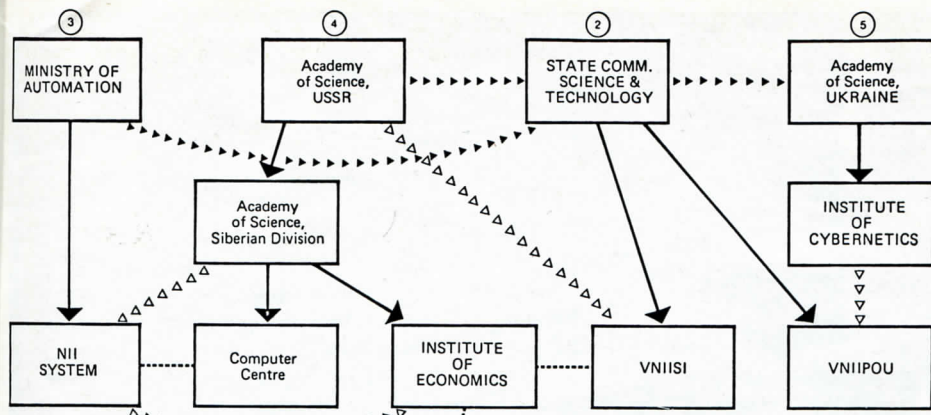 3
4
2
5
MINISTRY OF
AUTOMATION
Academy
of Science,
USSR
STATE COMM.
SCIENCE &
TECHNOLOGY
Academy
of Science,
UKRAINE
Academy
of Science,
Siberian Division
INSTITUTE
OF
CYBERNETICS
NII
SYSTEM
Computer
Centre
INSTITUTE
OF
ECONOMICS
VNIISI
VNIIPOU